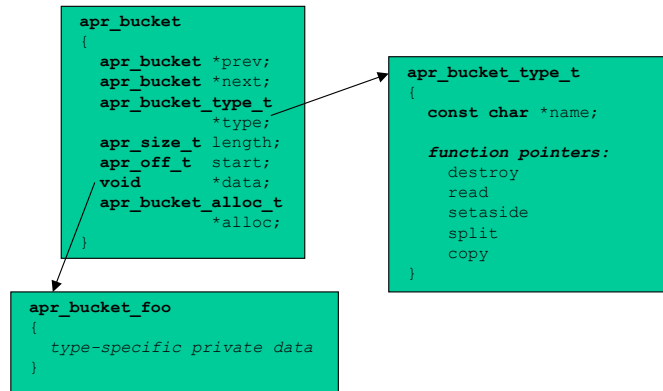 apr_bucket
{
apr_bucket *prev;
apr_bucket *next;
apr_bucket_type_t
*type;
apr_size_t length;
apr_off_t start;
void *data;
apr_bucket_alloc_t
*alloc;
}
apr_bucket_type_t
{
const char *name;
function pointers:
destroy
read
setaside
split
copy
}
apr_bucket_foo
{
type-specific private data
}